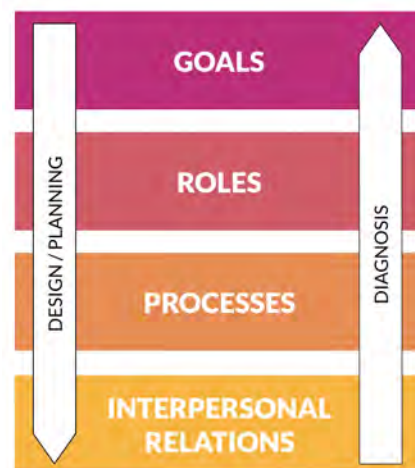 GOALS
ROLES
PROCESSES
INTERPERSONAL
RELATIONS
DESIGN / PLANNING
DIAGNOSIS